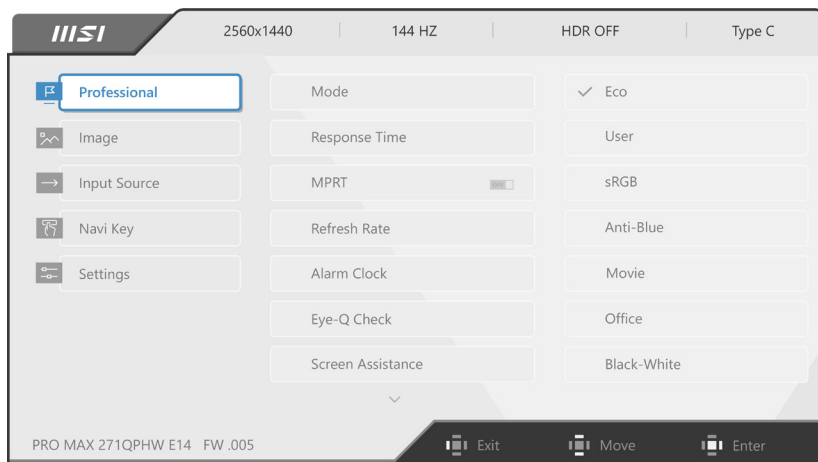 msi 2560x1440 144 HZ HDR OFF Type C
Professional Mode Eco
Image Response Time User
Input Source MPRT OFF sRGB
Navi Key Refresh Rate Anti-Blue
Settings Alarm Clock Movie
Eye-Q Check Office
Screen Assistance Black-White
PRO MAX 271QPHW E14 FW .005 Exit Move Enter